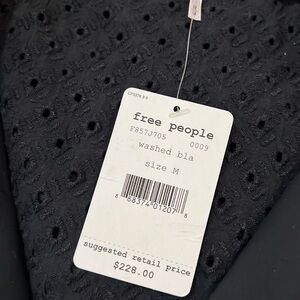 free people
F857J705 0009
washed bla
size M
suggested retail price
$228.00